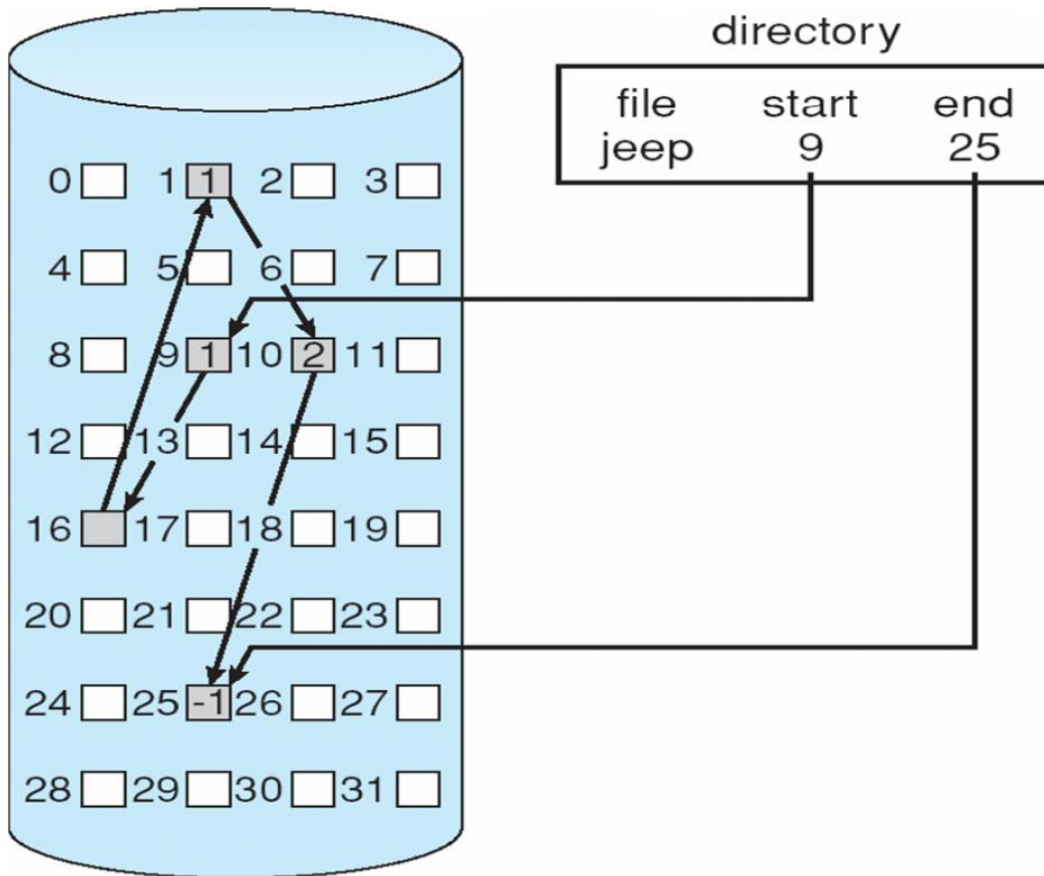 directory
file start end
jeep 9 25
0 1 1 2 3
4 5 6 7
8 9 1 10 2 11
12 13 14 15
16 17 18 19
20 21 22 23
24 25 -1 26 27
28 29 30 31